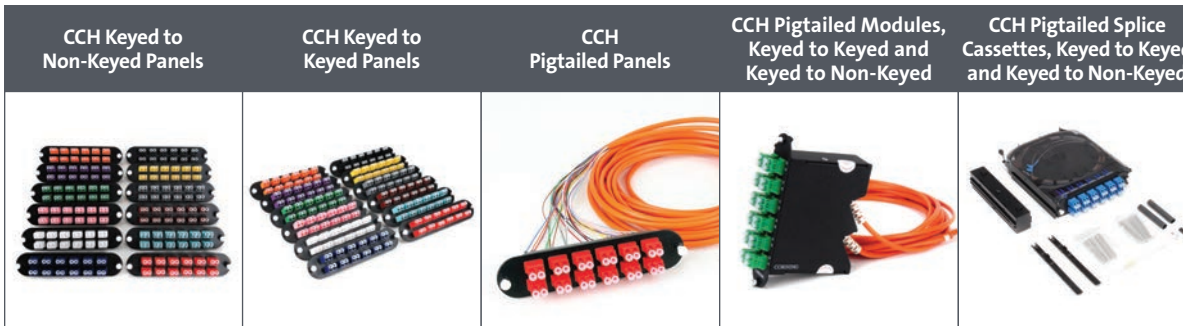 CCH Keyed to
Non-Keyed Panels
CCH Keyed to
Keyed Panels
CCH
Pigtailed Panels
CCH Pigtailed Modules,
Keyed to Keyed and
Keyed to Non-Keyed
CCH Pigtailed Splice
Cassettes, Keyed to Keyed
and Keyed to Non-Keyed
CORNING